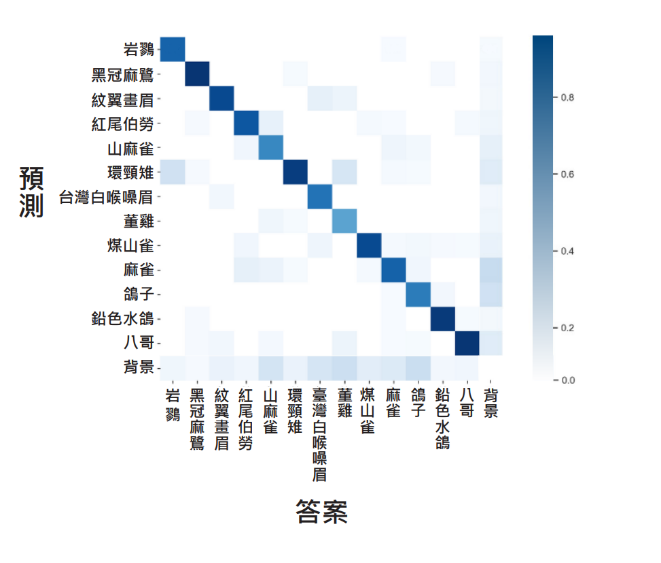 預測
岩鷚
黑冠麻鷺
紋翼畫眉
紅尾伯勞
山麻雀
環頸雉
台灣白喉噪眉
董雞
煤山雀
麻雀
鴿子
鉛色水鶇
八哥
背景
岩鷚
黑冠麻鷺
紋翼畫眉
紅尾伯勞
山麻雀
環頸雉
臺灣白喉噪眉
董雞
煤山雀
麻雀
鴿子
鉛色水鶇
八哥
背景
答案
0.8
0.6
0.4
0.2
0.0